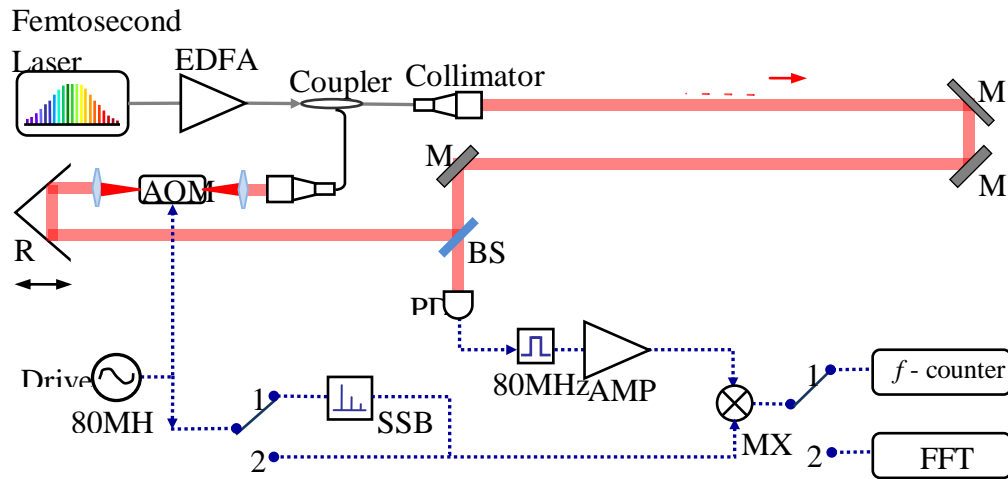 Femtosecond
Laser
EDFA
Coupler
Collimator
M
M
M
AOM
R
BS
PD
Drive
80MH
80MHz
AMP
1
SSB
2
MX
1
f - counter
2
FFT